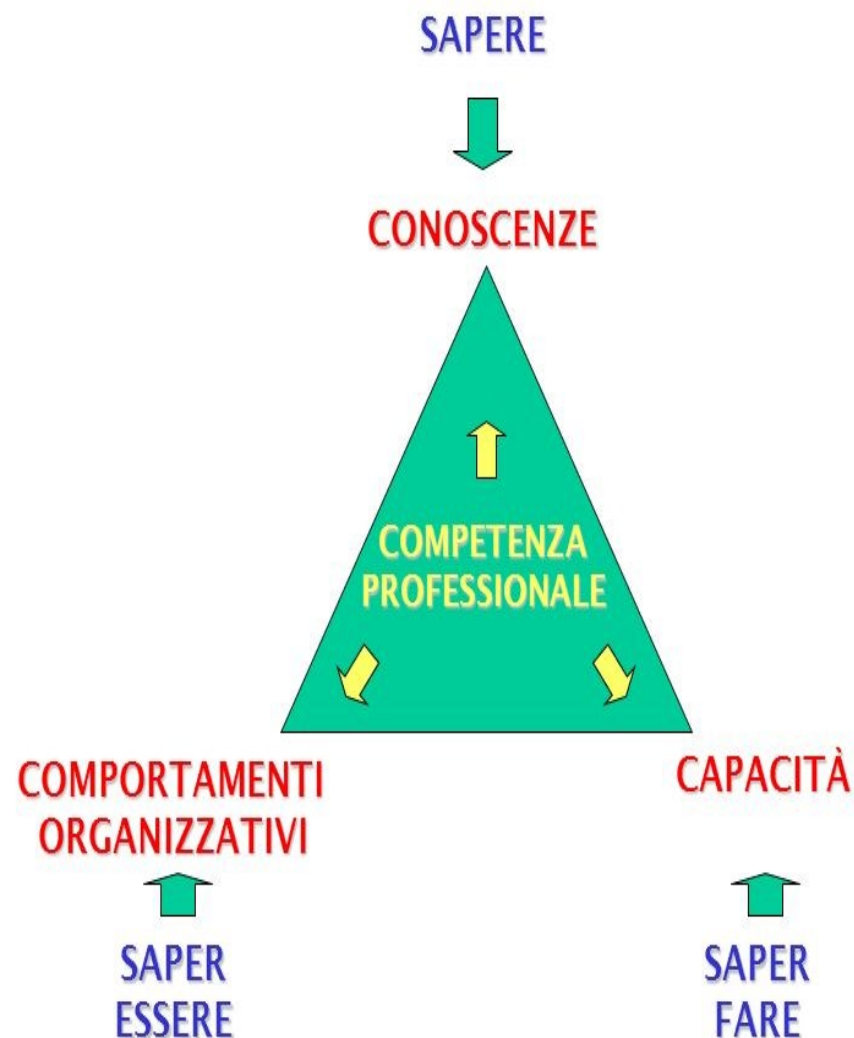 SAPERE
CONOSCENZE
COMPETENZA
PROFESSIONALE
COMPORTAMENTI
ORGANIZZATIVI
CAPACITÀ
SAPER
ESSERE
SAPER
FARE